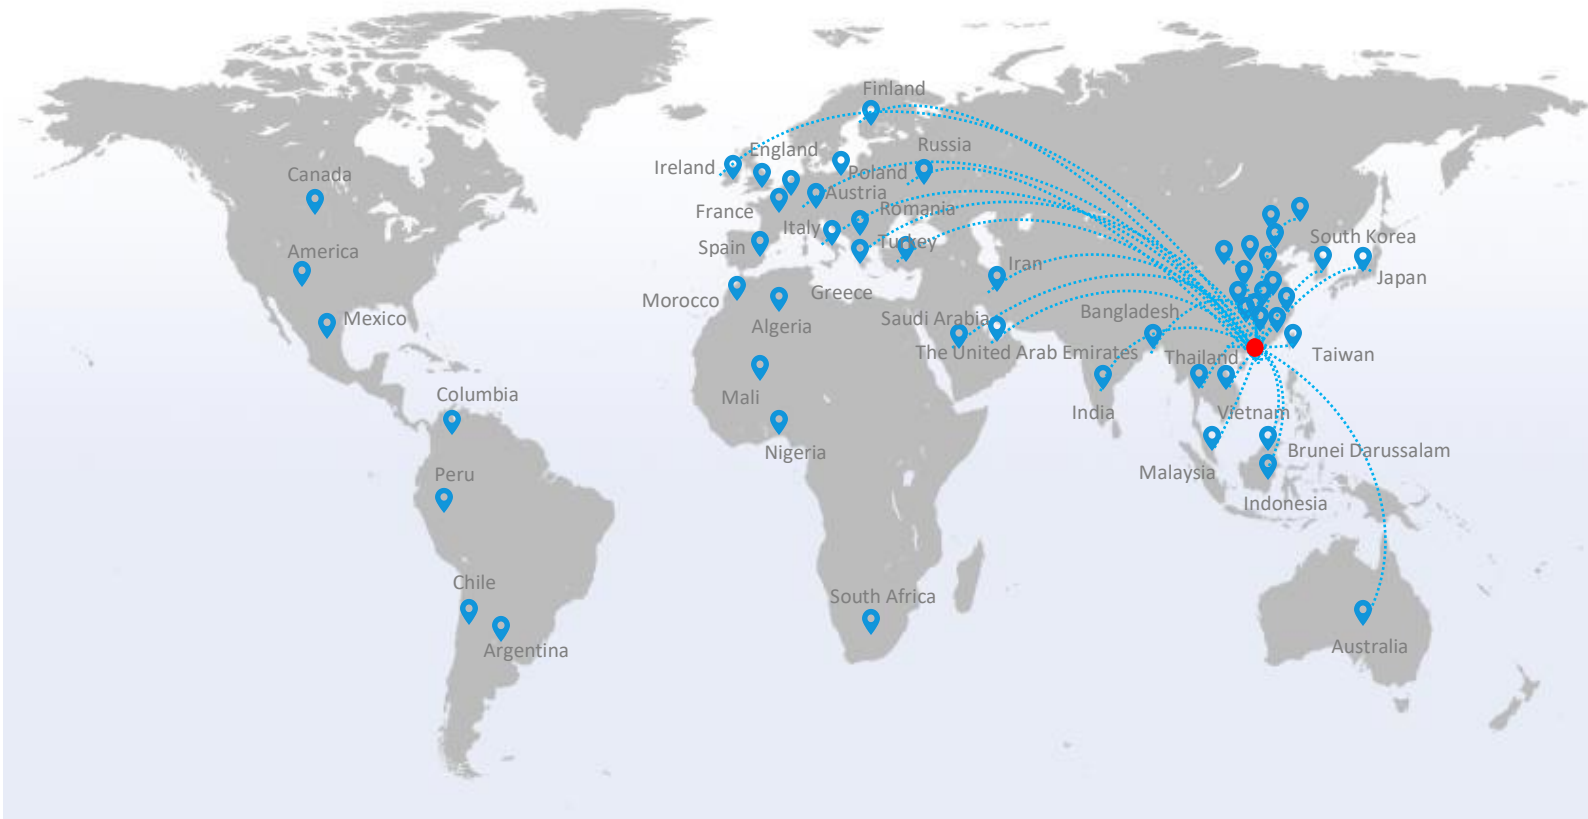 Finland
England
Russia
Ireland
Poland
Canada
Austria
France
Romania
Italy
South Korea
Spain
Turkey
America
Iran
Japan
Morocco
Greece
Mexico
Algeria
Saudi Arabia
Bangladesh
The United Arab Emirates
Thailand
Taiwan
Columbia
Mali
India
Vietnam
Nigeria
Brunei Darussalam
Peru
Malaysia
Indonesia
Chile
South Africa
Argentina
Australia